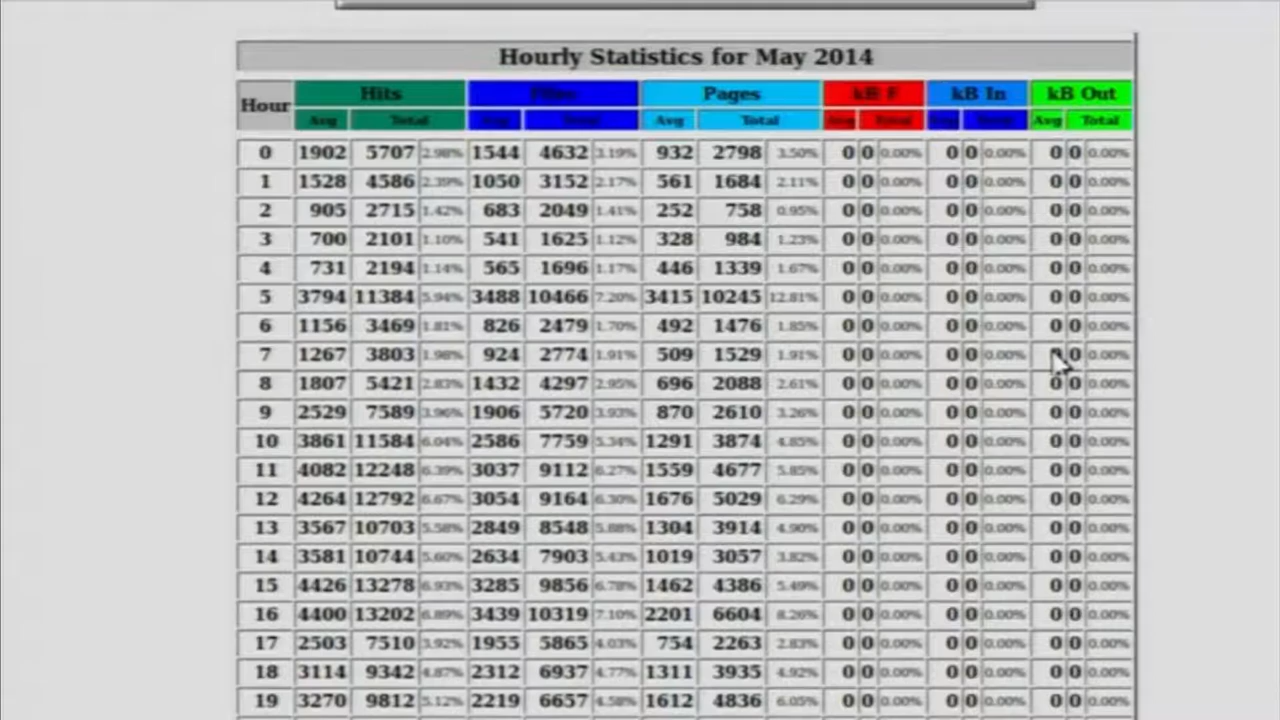 Hourly Statistics for May 2014
Hour Hits Files Pages kB F kB In kB Out
Avg Total Avg Total Avg Total Avg Total Avg Total Avg Total
0 1902 5707 2.98% 1544 4632 3.19% 932 2798 3.50% 0 0 0.00% 0 0 0.00% 0 0 0.00%
1 1528 4586 2.39% 1050 3152 2.17% 561 1684 2.11% 0 0 0.00% 0 0 0.00% 0 0 0.00%
2 905 2715 1.42% 683 2049 1.41% 252 758 0.95% 0 0 0.00% 0 0 0.00% 0 0 0.00%
3 700 2101 1.10% 541 1625 1.12% 328 984 1.23% 0 0 0.00% 0 0 0.00% 0 0 0.00%
4 731 2194 1.14% 565 1696 1.17% 446 1339 1.67% 0 0 0.00% 0 0 0.00% 0 0 0.00%
5 3794 11384 5.94% 3488 10466 7.20% 3415 10245 12.81% 0 0 0.00% 0 0 0.00% 0 0 0.00%
6 1156 3469 1.81% 826 2479 1.70% 492 1476 1.85% 0 0 0.00% 0 0 0.00% 0 0 0.00%
7 1267 3803 1.98% 924 2774 1.91% 509 1529 1.91% 0 0 0.00% 0 0 0.00% 0 0 0.00%
8 1807 5421 2.83% 1432 4297 2.95% 696 2088 2.61% 0 0 0.00% 0 0 0.00% 0 0 0.00%
9 2529 7589 3.96% 1906 5720 3.93% 870 2610 3.26% 0 0 0.00% 0 0 0.00% 0 0 0.00%
10 3861 11584 6.04% 2586 7759 5.34% 1291 3874 4.85% 0 0 0.00% 0 0 0.00% 0 0 0.00%
11 4082 12248 6.39% 3037 9112 6.27% 1559 4677 5.85% 0 0 0.00% 0 0 0.00% 0 0 0.00%
12 4264 12792 6.67% 3054 9164 6.30% 1676 5029 6.29% 0 0 0.00% 0 0 0.00% 0 0 0.00%
13 3567 10703 5.58% 2849 8548 5.88% 1304 3914 4.90% 0 0 0.00% 0 0 0.00% 0 0 0.00%
14 3581 10744 5.60% 2634 7903 5.43% 1019 3057 3.82% 0 0 0.00% 0 0 0.00% 0 0 0.00%
15 4426 13278 6.93% 3285 9856 6.78% 1462 4386 5.49% 0 0 0.00% 0 0 0.00% 0 0 0.00%
16 4400 13202 6.89% 3439 10319 7.10% 2201 6604 8.26% 0 0 0.00% 0 0 0.00% 0 0 0.00%
17 2503 7510 3.92% 1955 5865 4.03% 754 2263 2.83% 0 0 0.00% 0 0 0.00% 0 0 0.00%
18 3114 9342 4.87% 2312 6937 4.77% 1311 3935 4.92% 0 0 0.00% 0 0 0.00% 0 0 0.00%
19 3270 9812 5.12% 2219 6657 4.58% 1612 4836 6.05% 0 0 0.00% 0 0 0.00% 0 0 0.00%